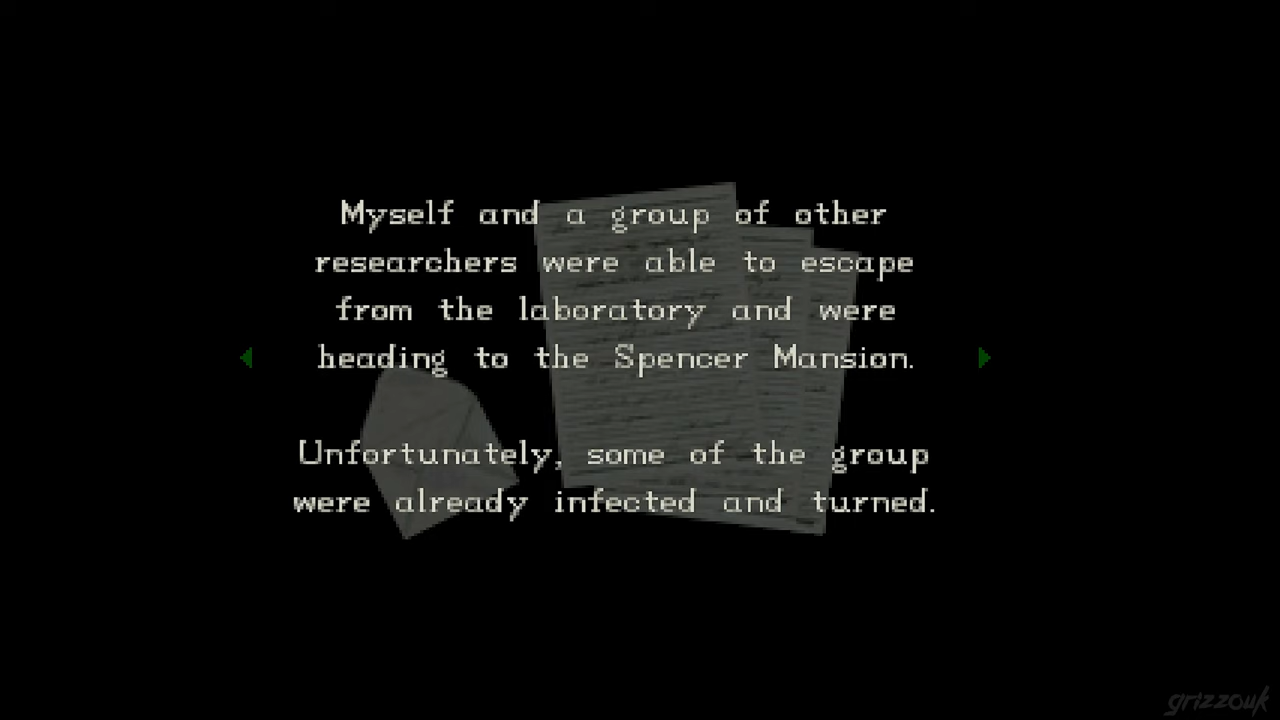 Myself and a group of other
researchers were able to escape
from the laboratory and were
heading to the Spencer Mansion.
Unfortunately, some of the group
were already infected and turned.
grizzouk